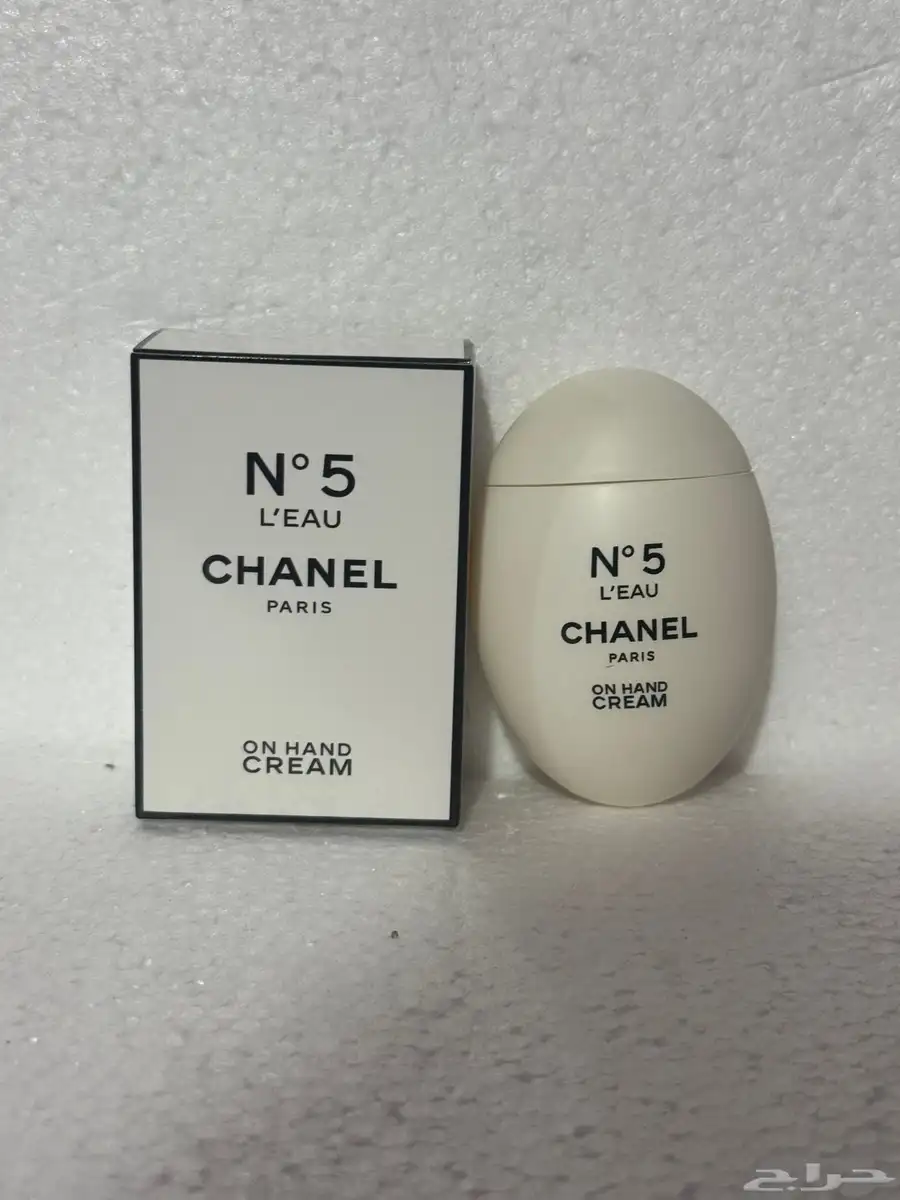 N° 5
L'EAU
CHANEL
PARIS
ON HAND
CREAM
N° 5
L'EAU
CHANEL
PARIS
ON HAND
CREAM
حراج